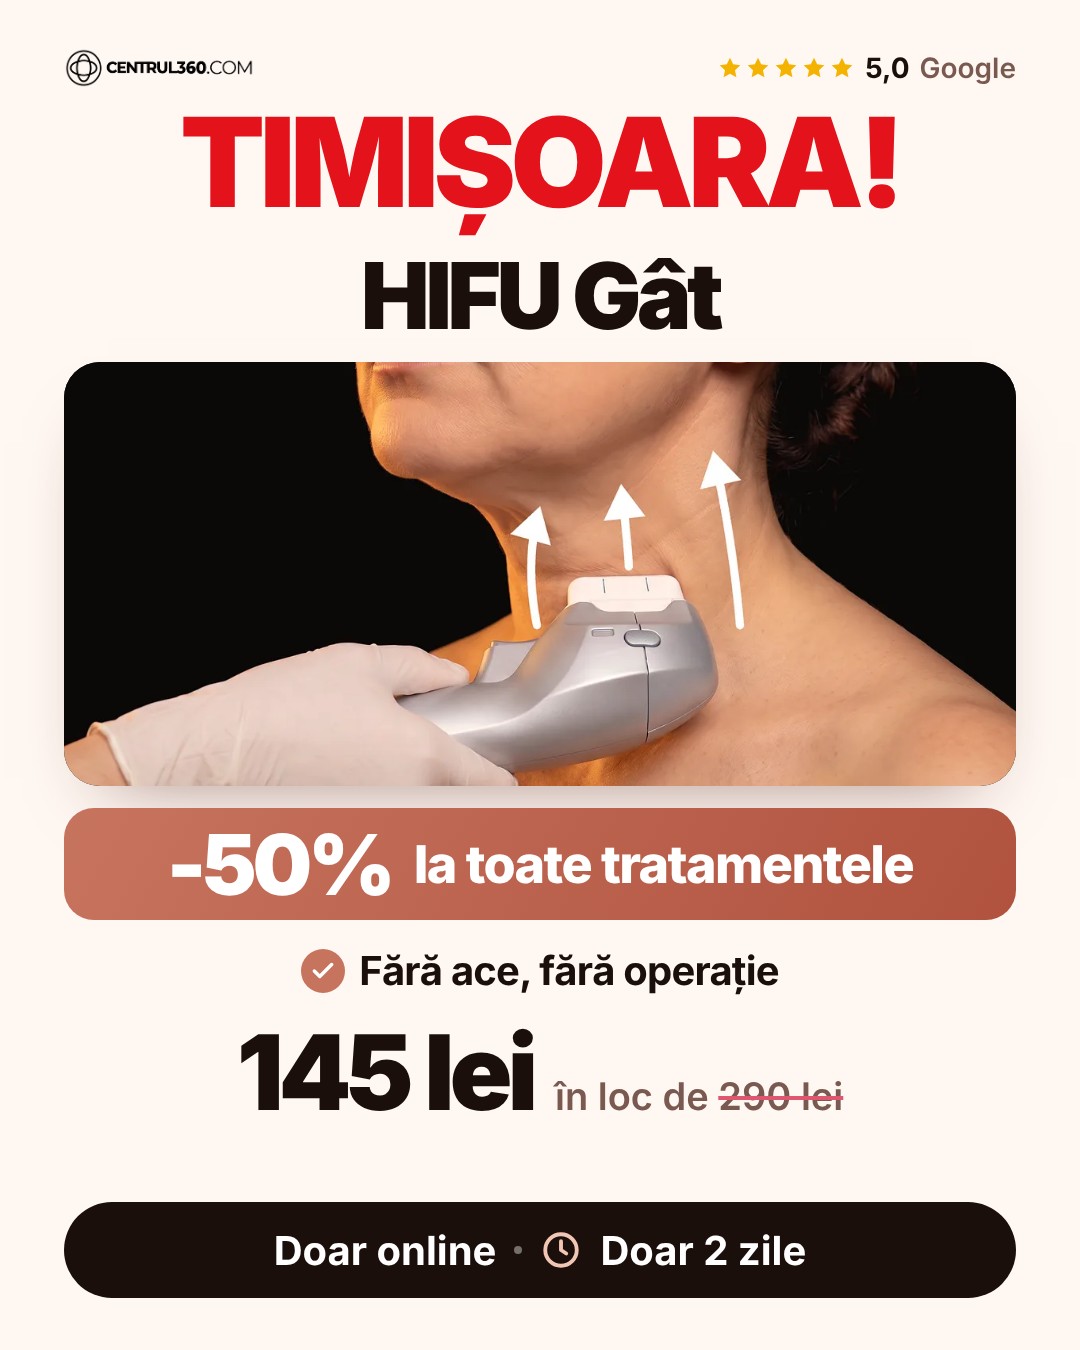 CENTRUL360.COM
5,0 Google
TIMIȘOARA!
HIFU Gât
-50% la toate tratamentele
Fără ace, fără operație
145 lei în loc de 290 lei
Doar online • Doar 2 zile